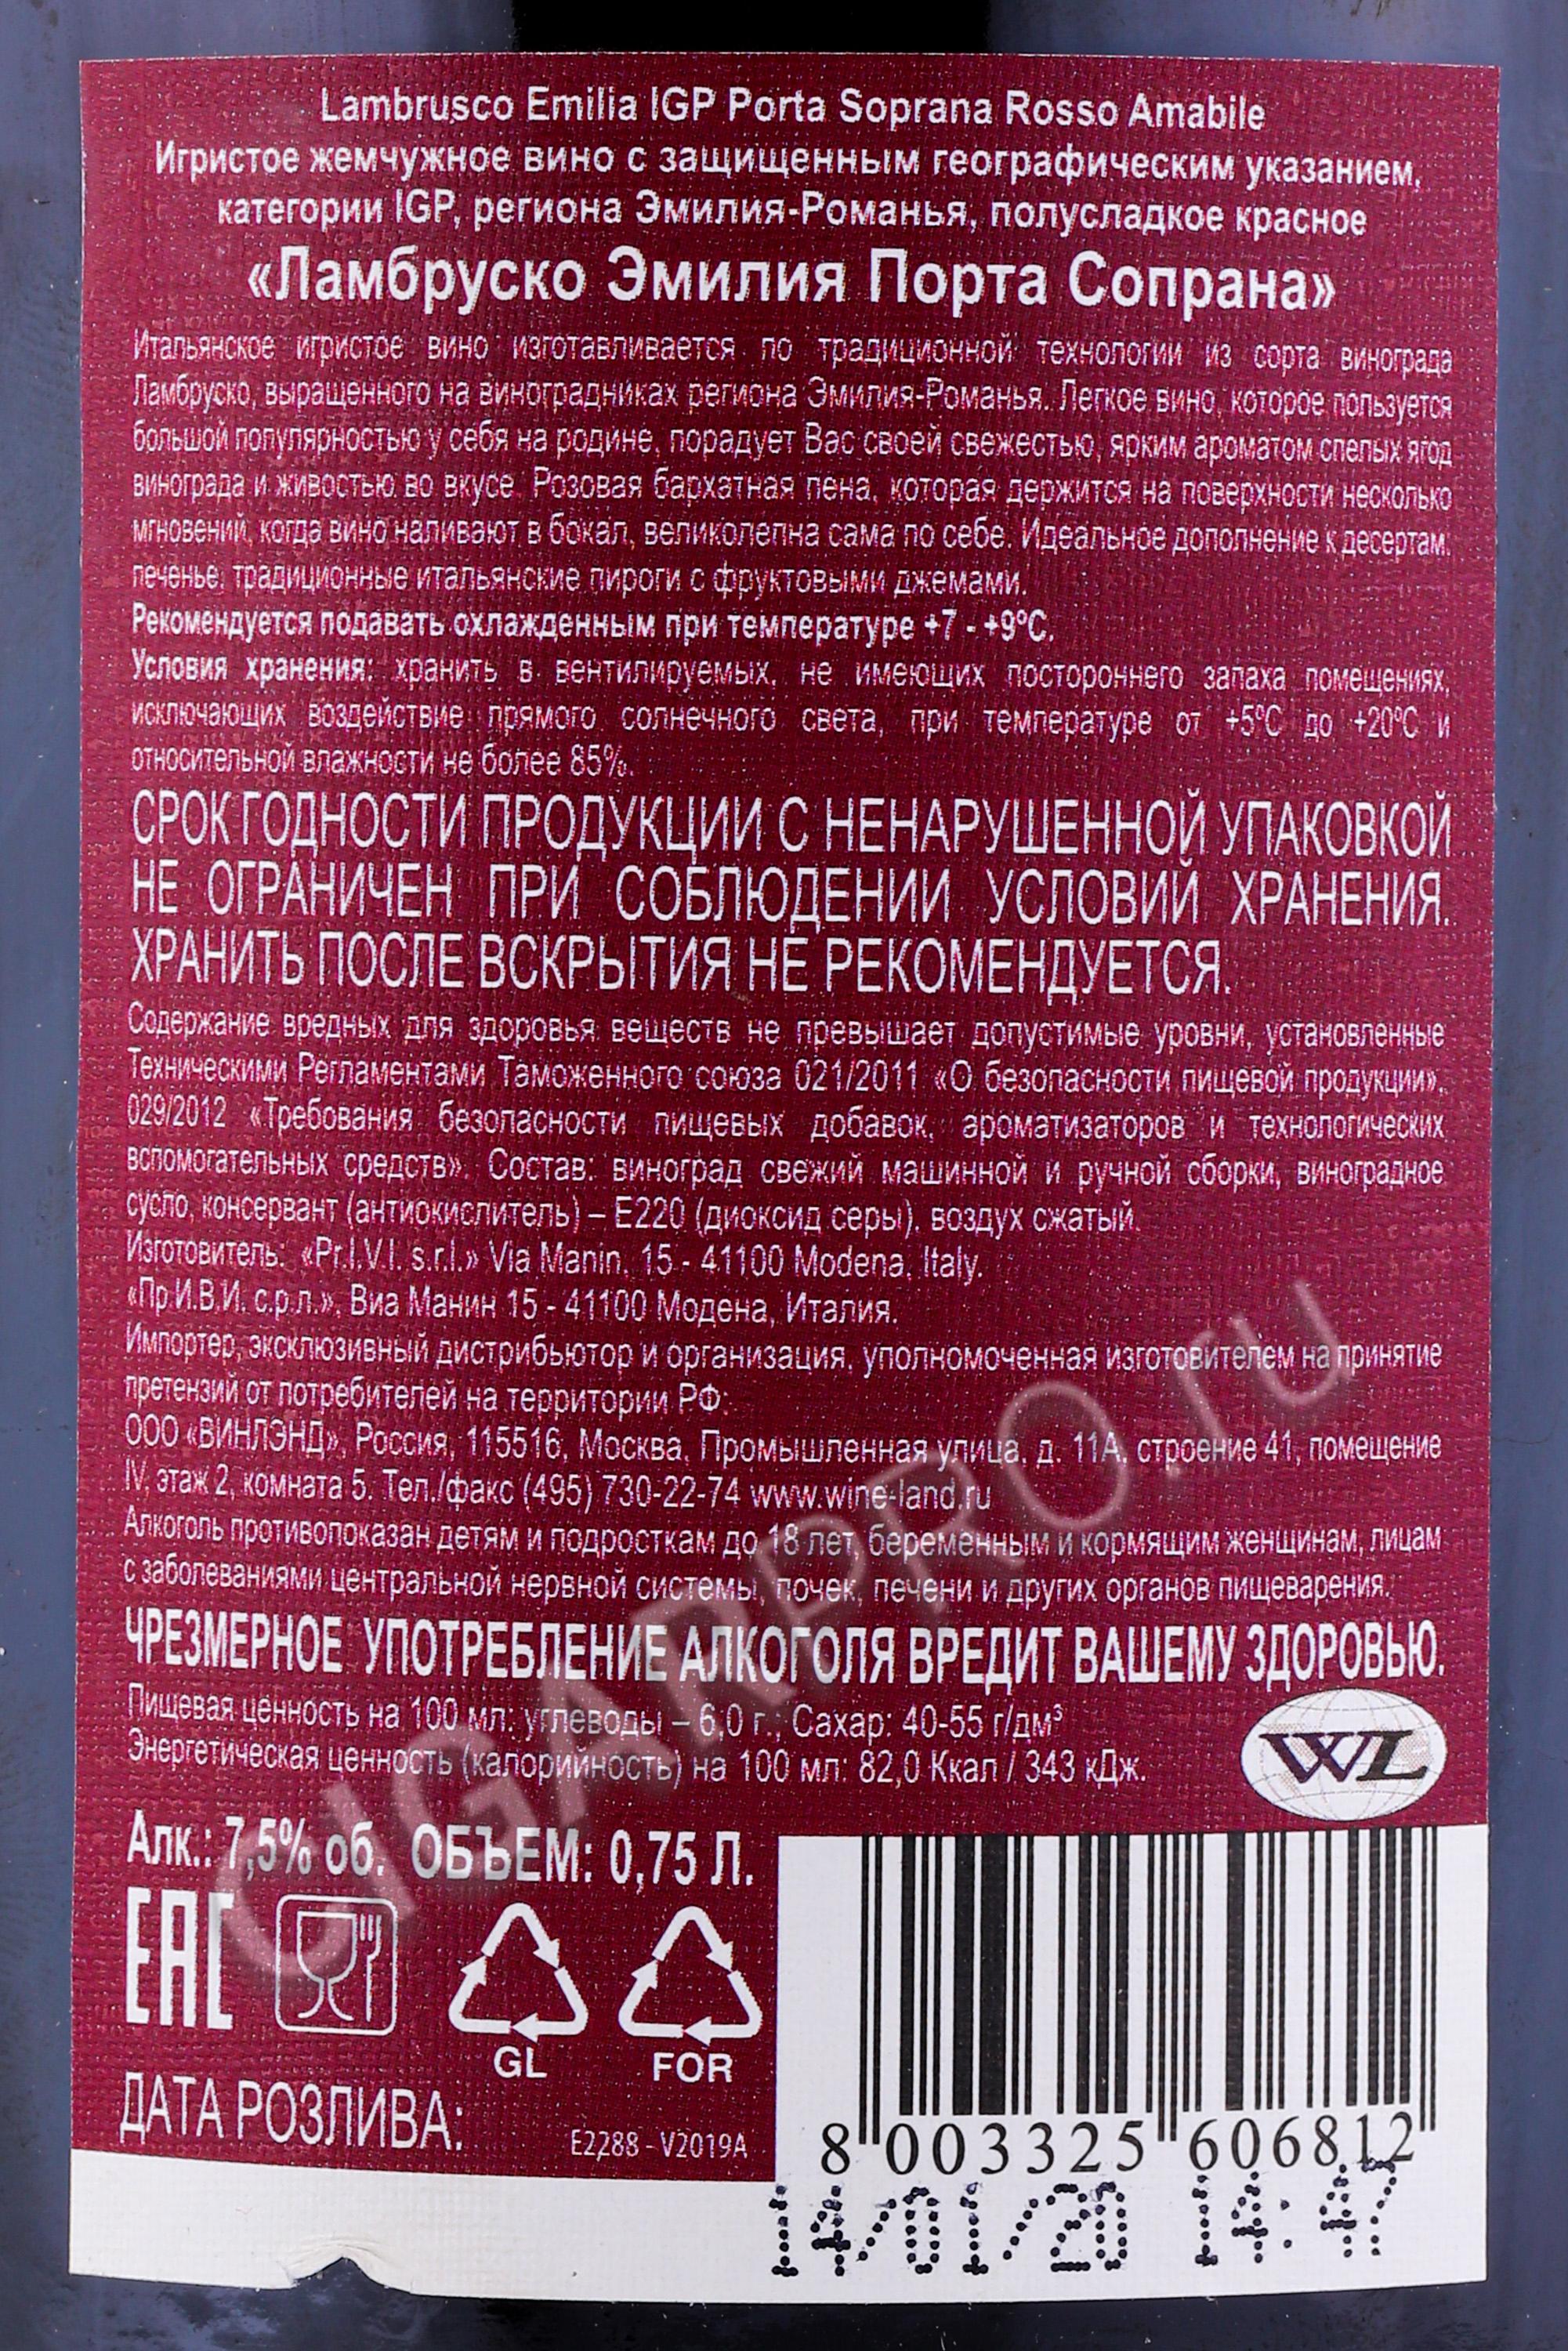 Lambrusco Emilia IGP Porta Soprana Rosso Amabile
Игристое жемчужное вино с защищенным географическим указанием,
категории IGP, региона Эмилия-Романья, полусладкое красное
«Ламбруско Эмилия Порта Сопрана»
Итальянское игристое вино изготавливается по традиционной технологии из сорта винограда
Ламбруско, выращенного на виноградниках региона Эмилия-Романья. Легкое вино, которое пользуется
большой популярностью у себя на родине, порадует Вас своей свежестью, ярким ароматом спелых ягод
винограда и живостью во вкусе. Розовая бархатная пена, которая держится на поверхности несколько
мгновений, когда вино наливают в бокал, великолепна сама по себе. Идеальное дополнение к десертам:
печенье, традиционные итальянские пироги с фруктовыми джемами.
Рекомендуется подавать охлажденным при температуре +7 - +9°C.
Условия хранения: хранить в вентилируемых, не имеющих постороннего запаха помещениях,
исключающих воздействие прямого солнечного света, при температуре от +5°C до +20°C и
относительной влажности не более 85%.
СРОК ГОДНОСТИ ПРОДУКЦИИ С НЕНАРУШЕННОЙ УПАКОВКОЙ
НЕ ОГРАНИЧЕН ПРИ СОБЛЮДЕНИИ УСЛОВИЙ ХРАНЕНИЯ.
ХРАНИТЬ ПОСЛЕ ВСКРЫТИЯ НЕ РЕКОМЕНДУЕТСЯ.
Содержание вредных для здоровья веществ не превышает допустимые уровни, установленные
Техническими Регламентами Таможенного союза 021/2011 «О безопасности пищевой продукции»,
029/2012 «Требования безопасности пищевых добавок, ароматизаторов и технологических
вспомогательных средств». Состав: виноград свежий машинной и ручной сборки, виноградное
сусло, консервант (антиокислитель) – Е220 (диоксид серы), воздух сжатый.
Изготовитель: «Pr.I.V.I. s.r.l.» Via Manin, 15 - 41100 Modena, Italy.
«Пр.И.В.И. с.р.л.», Виа Манин 15 - 41100 Модена, Италия.
Импортер, эксклюзивный дистрибьютор и организация, уполномоченная изготовителем на принятие
претензий от потребителей на территории РФ:
ООО «ВИНЛЭНД», Россия, 115516, Москва, Промышленная улица, д. 11А, строение 41, помещение
IV, этаж 2, комната 5. Тел./факс (495) 730-22-74 www.wine-land.ru
Алкоголь противопоказан детям и подросткам до 18 лет, беременным и кормящим женщинам, лицам
с заболеваниями центральной нервной системы, почек, печени и других органов пищеварения.
ЧРЕЗМЕРНОЕ УПОТРЕБЛЕНИЕ АЛКОГОЛЯ ВРЕДИТ ВАШЕМУ ЗДОРОВЬЮ.
Пищевая ценность на 100 мл: углеводы – 6,0 г.; Сахар: 40-55 г/дм³
Энергетическая ценность (калорийность) на 100 мл: 82,0 Ккал / 343 кДж.
WL
Алк.: 7,5% об. ОБЪЕМ: 0,75 Л.
EAC
GL FOR
ДАТА РОЗЛИВА:
E2288 - V2019A
8 003325 606812
14/01/20 14:47
CIGARPRO.ru